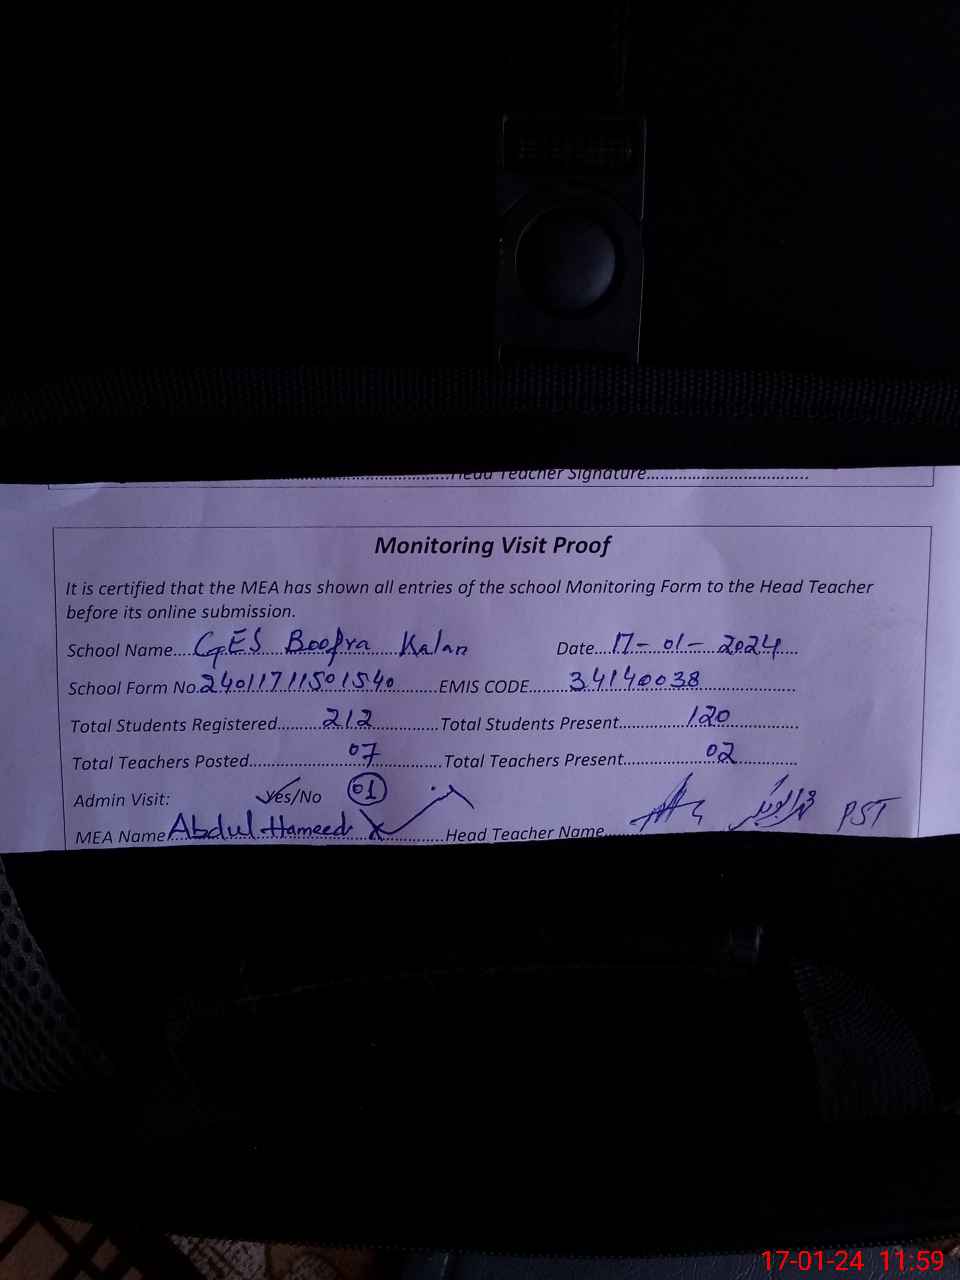 Head Teacher Signature
Monitoring Visit Proof
It is certified that the MEA has shown all entries of the school Monitoring Form to the Head Teacher
before its online submission.
School Name....GES Boopra Kalan Date....17-01-2024
School Form No.24011711501540 EMIS CODE........34140038
Total Students Registered..........212 Total Students Present............120
Total Teachers Posted..............07 Total Teachers Present............02
Admin Visit: Yes/No 01
MEA Name Abdul Hameed Head Teacher Name.... PST
17-01-24 11:59